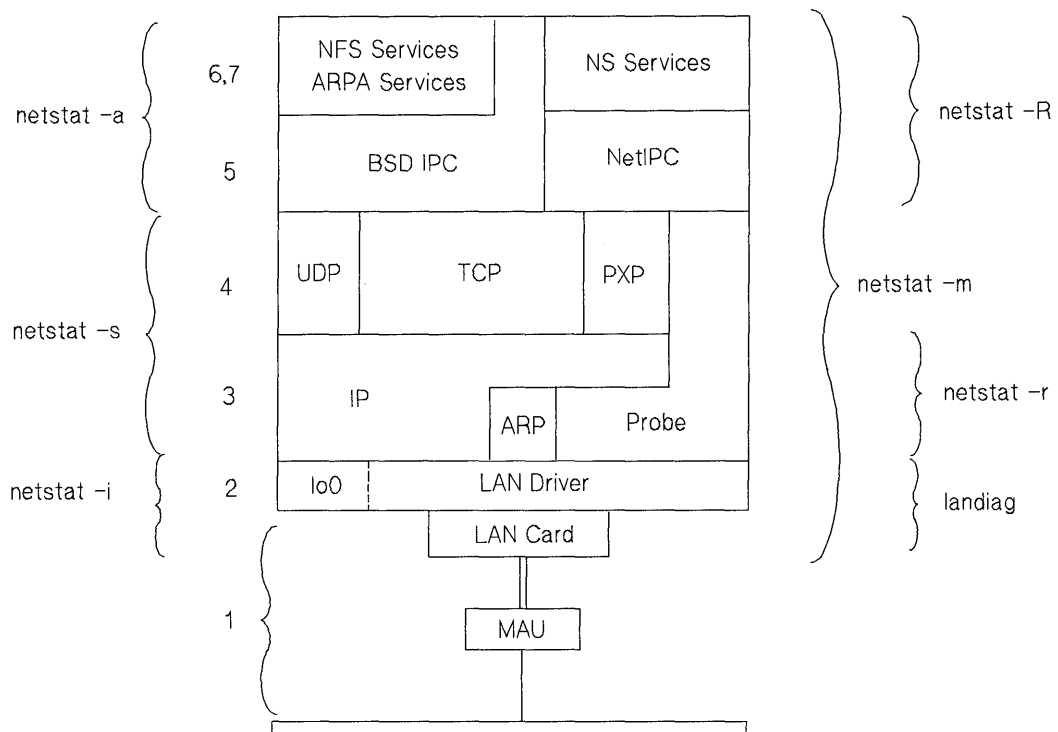 NFS Services
ARPA Services
NS Services
6,7
netstat -a
netstat -R
5
BSD IPC
NetIPC
UDP
TCP
PXP
4
netstat -m
netstat -s
3
IP
ARP
Probe
netstat -r
netstat -i
2
lo0
LAN Driver
landiag
LAN Card
1
MAU